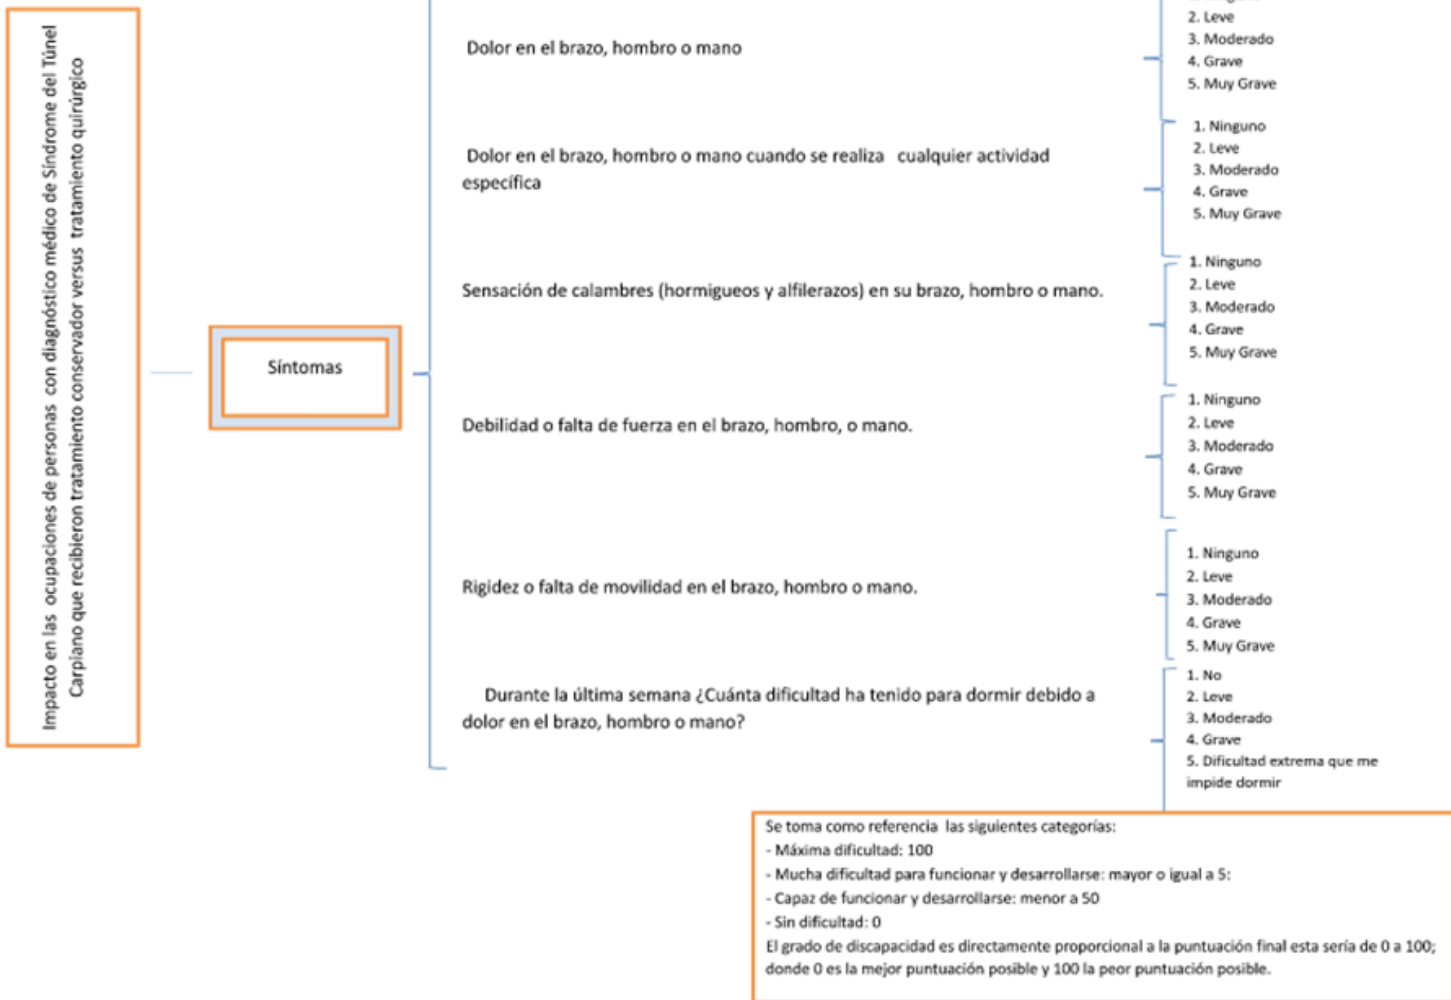 Impacto en las ocupaciones de personas con diagnóstico médico de Síndrome del Túnel
Carpiano que recibieron tratamiento conservador versus tratamiento quirúrgico
Síntomas
Dolor en el brazo, hombro o mano
2. Leve
3. Moderado
4. Grave
5. Muy Grave
Dolor en el brazo, hombro o mano cuando se realiza cualquier actividad
específica
1. Ninguno
2. Leve
3. Moderado
4. Grave
5. Muy Grave
Sensación de calambres (hormigueos y alfilerazos) en su brazo, hombro o mano.
1. Ninguno
2. Leve
3. Moderado
4. Grave
5. Muy Grave
Debilidad o falta de fuerza en el brazo, hombro, o mano.
1. Ninguno
2. Leve
3. Moderado
4. Grave
5. Muy Grave
Rigidez o falta de movilidad en el brazo, hombro o mano.
1. Ninguno
2. Leve
3. Moderado
4. Grave
5. Muy Grave
Durante la última semana ¿Cuánta dificultad ha tenido para dormir debido a
dolor en el brazo, hombro o mano?
1. No
2. Leve
3. Moderado
4. Grave
5. Dificultad extrema que me
impide dormir
Se toma como referencia las siguientes categorías:
- Máxima dificultad: 100
- Mucha dificultad para funcionar y desarrollarse: mayor o igual a 5:
- Capaz de funcionar y desarrollarse: menor a 50
- Sin dificultad: 0
El grado de discapacidad es directamente proporcional a la puntuación final esta sería de 0 a 100;
donde 0 es la mejor puntuación posible y 100 la peor puntuación posible.